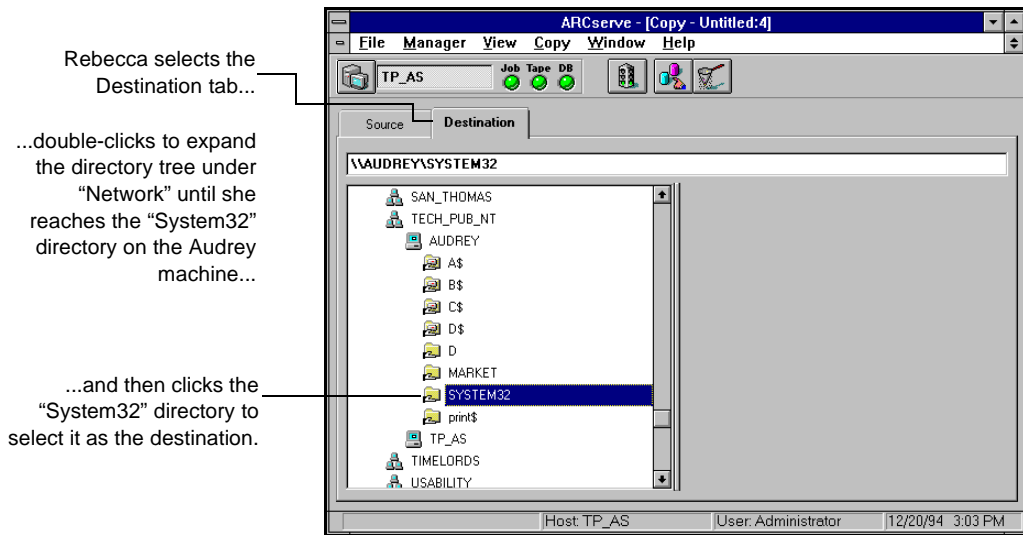 Rebecca selects the
Destination tab...
...double-clicks to expand
the directory tree under
“Network” until she
reaches the “System32”
directory on the Audrey
machine...
...and then clicks the
“System32” directory to
select it as the destination.
ARCserve - [Copy - Untitled:4]
File Manager View Copy Window Help
TP_AS Job Tape DB
Source Destination
\\AUDREY\SYSTEM32
SAN_THOMAS
TECH_PUB_NT
AUDREY
A$
B$
C$
D$
D
MARKET
SYSTEM32
print$
TP_AS
TIMELORDS
USABILITY
Host: TP_AS User: Administrator 12/20/94 3:03 PM